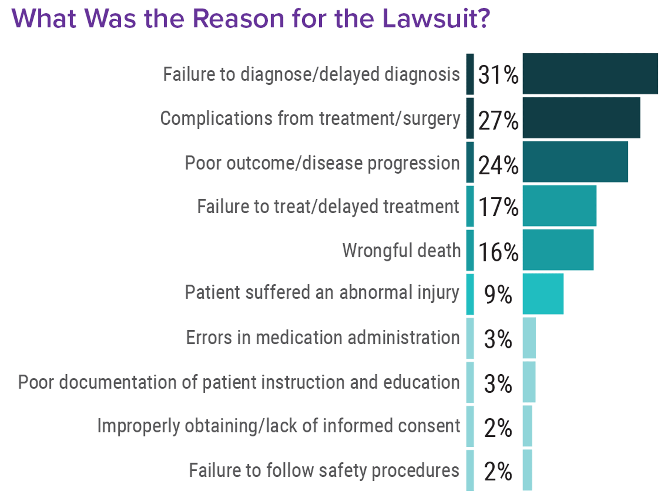 What Was the Reason for the Lawsuit?
Failure to diagnose/delayed diagnosis 31%
Complications from treatment/surgery 27%
Poor outcome/disease progression 24%
Failure to treat/delayed treatment 17%
Wrongful death 16%
Patient suffered an abnormal injury 9%
Errors in medication administration 3%
Poor documentation of patient instruction and education 3%
Improperly obtaining/lack of informed consent 2%
Failure to follow safety procedures 2%